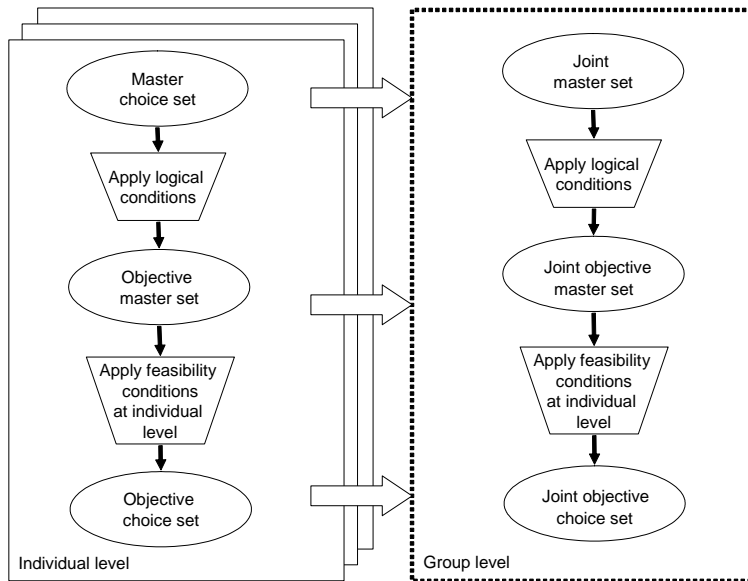 Master
choice set
Apply logical
conditions
Objective
master set
Apply feasibility
conditions
at individual
level
Objective
choice set
Individual level
Joint
master set
Apply logical
conditions
Joint objective
master set
Apply feasibility
conditions
at individual
level
Joint objective
choice set
Group level